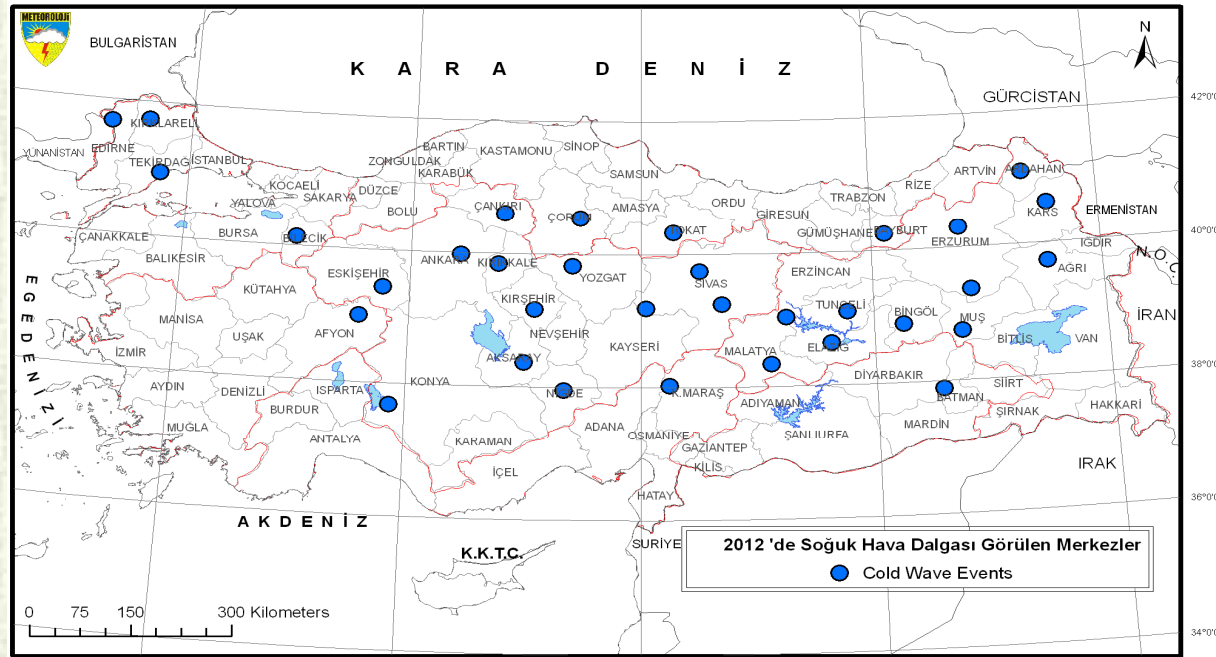 METEOROLOJİ
BULGARİSTAN
K A R A D E N İ Z
N
GÜRCİSTAN
42°0'0
KIRKLARELİ
EDİRNE
YUNANİSTAN
TEKİRDAĞ
İSTANBUL
ZONGULDAK
BARTIN
KARABÜK
KASTAMONU
SİNOP
SAMSUN
KOCAELİ
SAKARYA
YALOVA
DÜZCE
BOLU
ÇANKIRI
ÇORUM
AMASYA
ORDU
GİRESUN
TRABZON
RİZE
ARTVİN
ARDAHAN
KARS
ERMENİSTAN
ÇANAKKALE
BURSA
BİLECİK
TOKAT
GÜMÜŞHANE
BAYBURT
ERZURUM
IĞDIR
40°0'0
N.O.C.
BALIKESİR
ESKİŞEHİR
ANKARA
KIRIKKALE
YOZGAT
SİVAS
ERZİNCAN
AĞRI
E G E D E N İ Z İ
KÜTAHYA
KIRŞEHİR
TUNCELİ
BİNGÖL
MUŞ
İRAN
MANİSA
UŞAK
AFYON
NEVŞEHİR
KAYSERİ
MALATYA
ELAZIĞ
BİTLİS
VAN
İZMİR
AKSARAY
DİYARBAKIR
38°0'0
AYDIN
DENİZLİ
ISPARTA
KONYA
NİĞDE
K.MARAŞ
ADIYAMAN
BATMAN
SİİRT
ŞIRNAK
HAKKARİ
BURDUR
MUĞLA
ANTALYA
KARAMAN
ADANA
OSMANİYE
GAZİANTEP
ŞANLIURFA
MARDİN
İÇEL
KİLİS
IRAK
HATAY
36°0'0
A K D E N İ Z
SURİYE
K.K.T.C.
2012 'de Soğuk Hava Dalgası Görülen Merkezler
Cold Wave Events
0 75 150 300 Kilometers
34°0'0